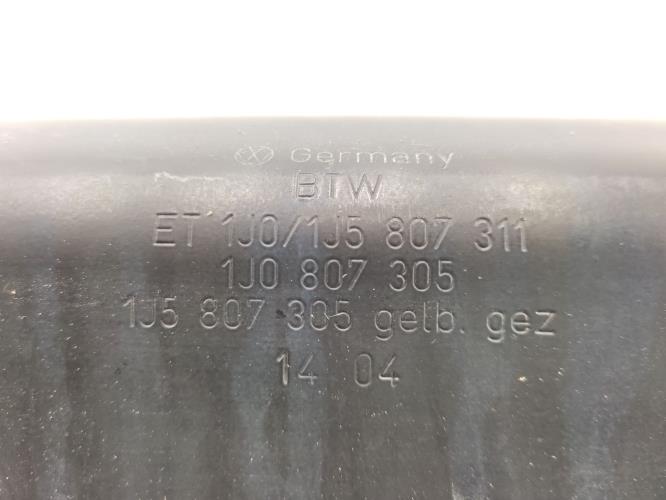 Germany
BTW
ET 1J0/1J5 807 311
1J0 807 305
1J5 807 305 gelb. gez
14 04